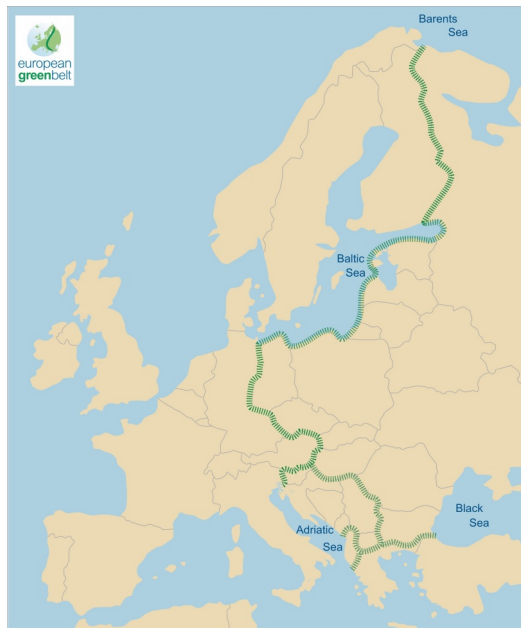 european
greenbelt
Barents
Sea
Baltic
Sea
Black
Sea
Adriatic
Sea